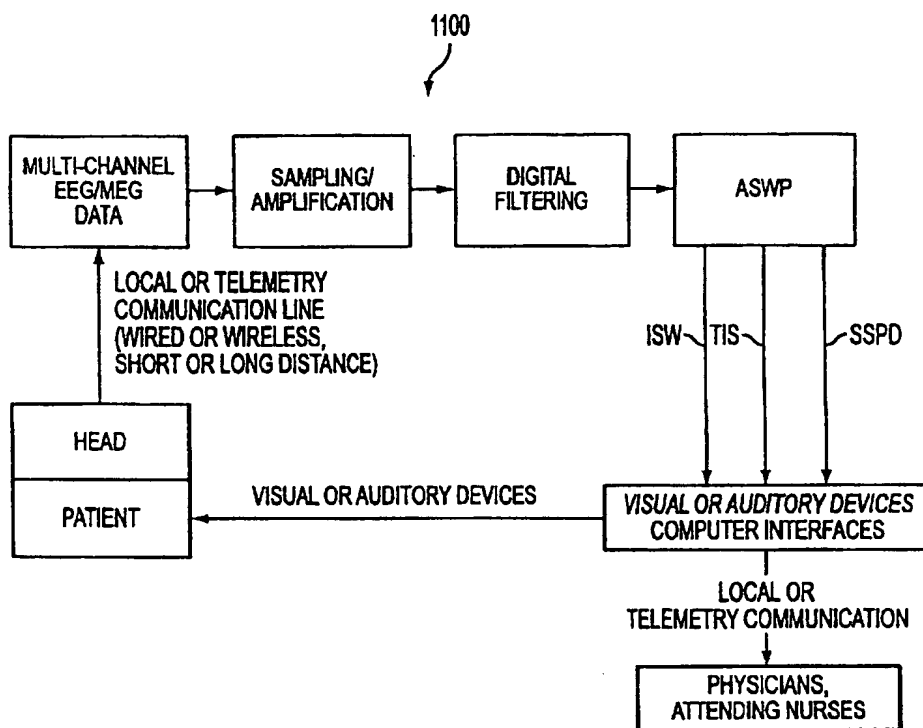 1100
MULTI-CHANNEL
EEG/MEG
DATA
SAMPLING/
AMPLIFICATION
DIGITAL
FILTERING
ASWP
LOCAL OR TELEMETRY
COMMUNICATION LINE
(WIRED OR WIRELESS,
SHORT OR LONG DISTANCE)
ISW
TIS
SSPD
HEAD
PATIENT
VISUAL OR AUDITORY DEVICES
VISUAL OR AUDITORY DEVICES
COMPUTER INTERFACES
LOCAL OR
TELEMETRY COMMUNICATION
PHYSICIANS,
ATTENDING NURSES